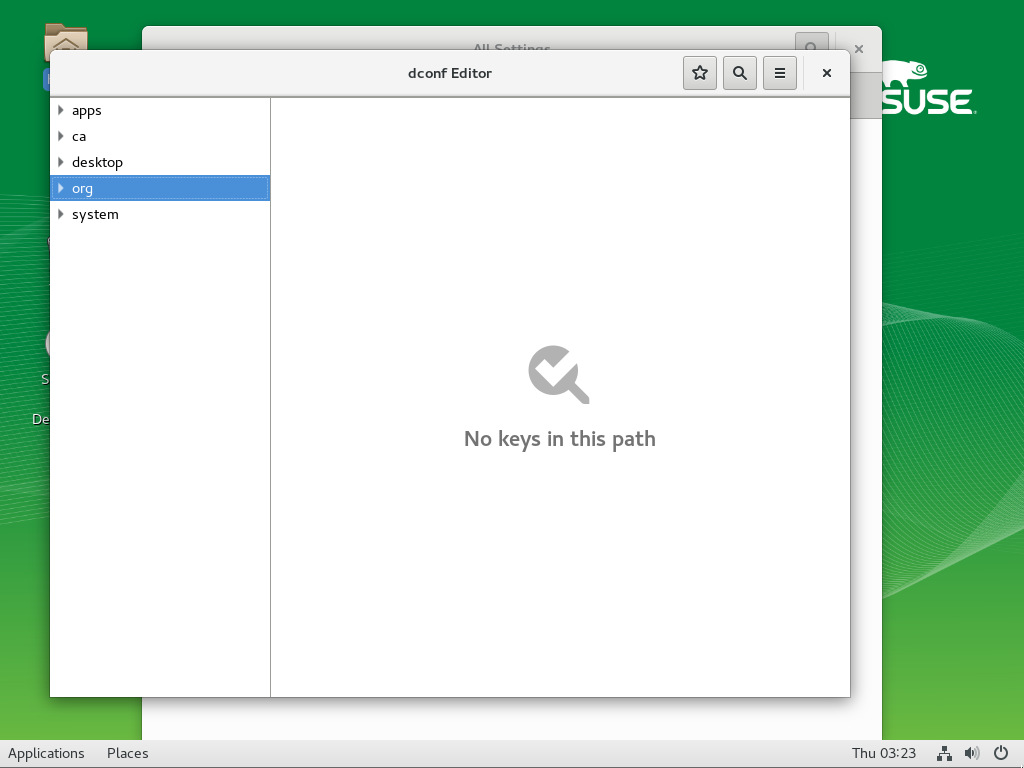 All Settings
dconf Editor
apps
ca
desktop
org
system
No keys in this path
SUSE
De
Applications Places Thu 03:23